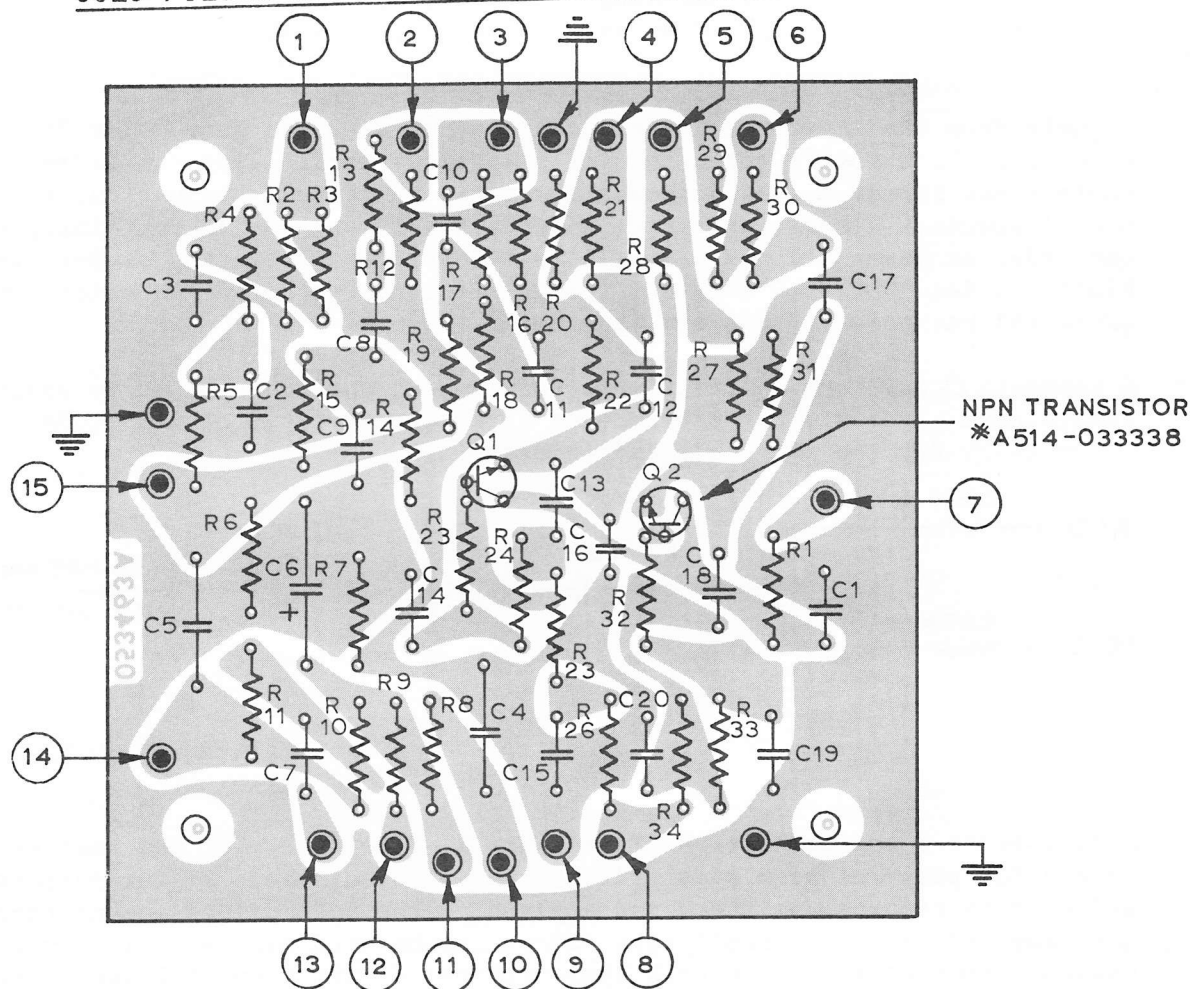 1 2 3 4 5 6
R 13 C10 R 21 R 29 R 30
R4 R2 R3
C3 R12 R 17 R 16 R 20 R 28 C17
C8 R 19 R 18 C 11 R 22 C 12 R 27 R 31
R5 C2 R 15 C9 R 14
NPN TRANSISTOR
*A514-033338
15 Q1 C13 Q2 7
R6 R 23 R 24 C 16 C 18 R1
C5 C6 R7 C 14 R 32 C1
+
053463A
R 23
R 11 R 10 R9 R8 C4 R 26 C20 R 33
14 C7 C15 R 34 C19
13 12 11 10 9 8